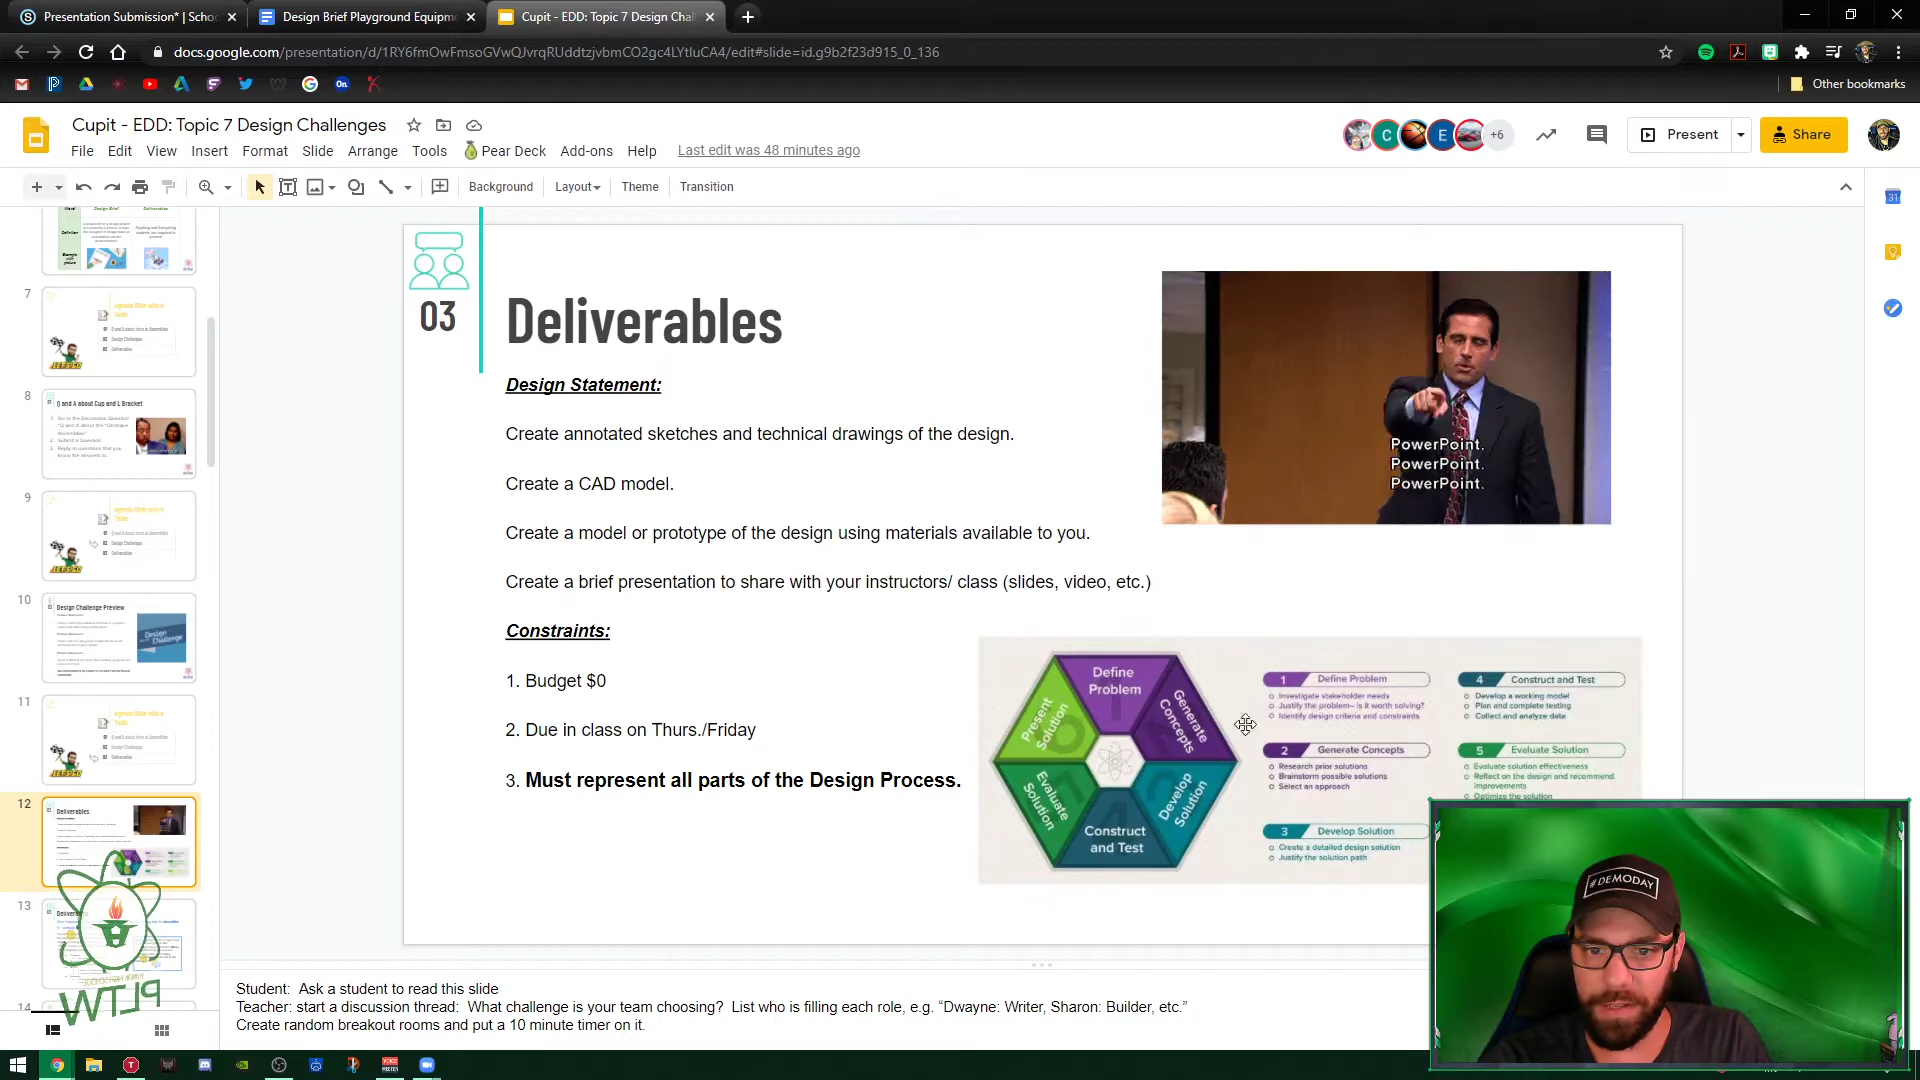 Presentation Submission* | Scho
Design Brief Playground Equipm
Cupit - EDD: Topic 7 Design Chal
docs.google.com/presentation/d/1RY6fmOwFmsoGVwQJvrqRUddtzjvbmCO2gc4LYtluCA4/edit#slide=id.g9b2f23d915_0_136
Other bookmarks
Cupit - EDD: Topic 7 Design Challenges
File Edit View Insert Format Slide Arrange Tools Pear Deck Add-ons Help Last edit was 48 minutes ago
C E +6
Present
Share
Background Layout Theme Transition
7
8
Q and A about Cup and L Bracket
9
10
Design Challenge Preview
11
12
Deliverables
13
14
PLTW
03
Deliverables
Design Statement:
Create annotated sketches and technical drawings of the design.
Create a CAD model.
Create a model or prototype of the design using materials available to you.
Create a brief presentation to share with your instructors/ class (slides, video, etc.)
Constraints:
1. Budget $0
2. Due in class on Thurs./Friday
3. Must represent all parts of the Design Process.
PowerPoint.
PowerPoint.
PowerPoint.
Define Problem
Generate Concepts
Develop Solution
Construct and Test
Evaluate Solution
Present Solution
1 Define Problem
Investigate stakeholder needs
Justify the problem– is it worth solving?
Identify design criteria and constraints
2 Generate Concepts
Research prior solutions
Brainstorm possible solutions
Select an approach
3 Develop Solution
Create a detailed design solution
Justify the solution path
4 Construct and Test
Develop a working model
Plan and complete testing
Collect and analyze data
5 Evaluate Solution
Evaluate solution effectiveness
Reflect on the design and recommend
improvements
Optimize the solution
#DEMODAY
Student: Ask a student to read this slide
Teacher: start a discussion thread: What challenge is your team choosing? List who is filling each role, e.g. “Dwayne: Writer, Sharon: Builder, etc.”
Create random breakout rooms and put a 10 minute timer on it.